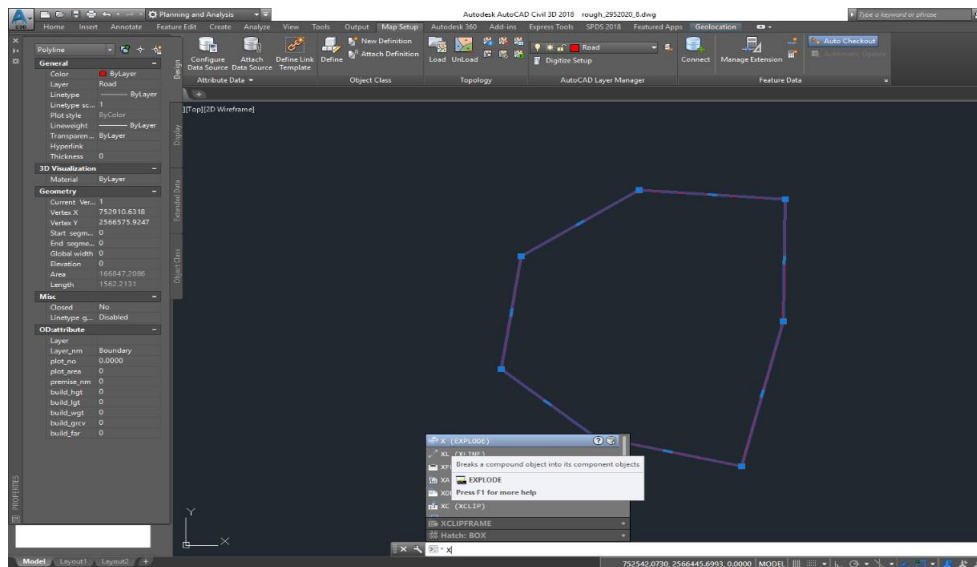 Planning and Analysis
Autodesk AutoCAD Civil 3D 2018 rough_2952020_8.dwg
Type a keyword or phrase
Home Insert Annotate Feature Edit Create Analyze View Tools Output Map Setup Autodesk 360 Add-ins Express Tools SPDS 2018 Featured Apps Geolocation
Configure Data Source
Attach Data Source
Define Link Template
Define
New Definition
Attach Definition
Load UnLoad
Road
Digitize Setup
Connect
Manage Extension
Auto Checkout
Attribute Data
Object Class
Topology
AutoCAD Layer Manager
Feature Data
Polyline
General
Color ByLayer
Layer Road
Linetype ByLayer
Linetype sc... 1
Plot style ByColor
Lineweight ByLayer
Transparen... ByLayer
Hyperlink
Thickness 0
3D Visualization
Material ByLayer
Geometry
Current Ver... 1
Vertex X 752910.6318
Vertex Y 2566575.9247
Start segm... 0
End segme... 0
Global width 0
Elevation 0
Area 166847.2086
Length 1562.2131
Misc
Closed No
Linetype g... Disabled
OD:attribute
Layer
Layer_nm Boundary
plot_no 0.0000
plot_area 0
premise_nm 0
build_hgt 0
build_lgt 0
build_wgt 0
build_grcv 0
build_far 0
PROPERTIES
Design
Display
Extended Data
Object Class
][Top][2D Wireframe]
X (EXPLODE)
XL (XLINE)
Breaks a compound object into its component objects
EXPLODE
Press F1 for more help
XC (XCLIP)
XCLIPFRAME
Hatch: BOX
X
Y
X
Model Layout1 Layout2 +
752542.0730, 2566445.6993, 0.0000 MODEL